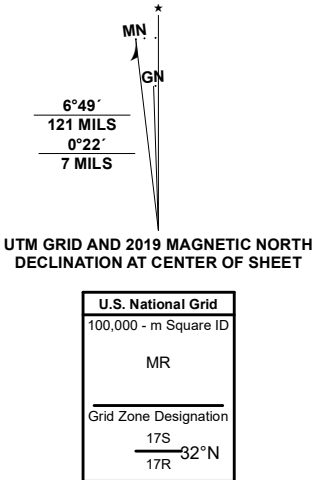 ★
MN
GN
6°49´
121 MILS
0°22´
7 MILS
UTM GRID AND 2019 MAGNETIC NORTH
DECLINATION AT CENTER OF SHEET
U.S. National Grid
100,000 - m Square ID
MR
Grid Zone Designation
17S
32°N
17R